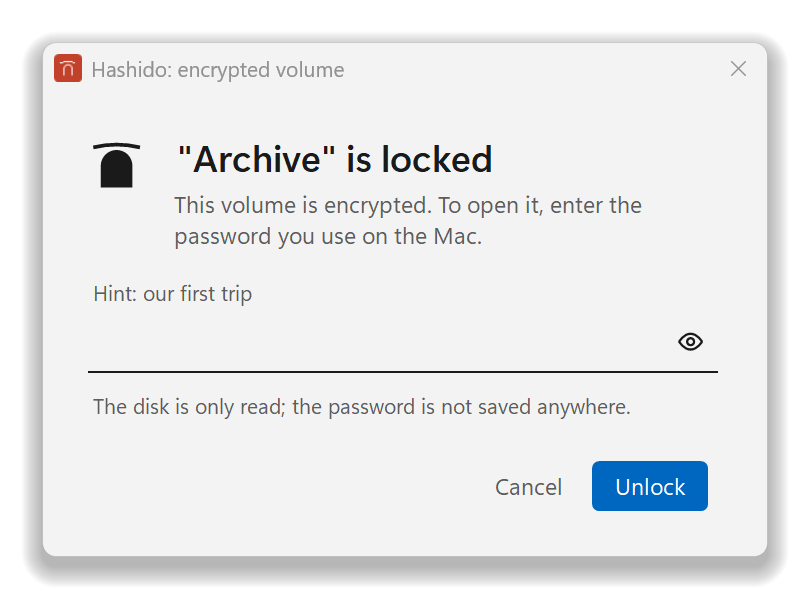 Hashido: encrypted volume
"Archive" is locked
This volume is encrypted. To open it, enter the
password you use on the Mac.
Hint: our first trip
The disk is only read; the password is not saved anywhere.
Cancel
Unlock